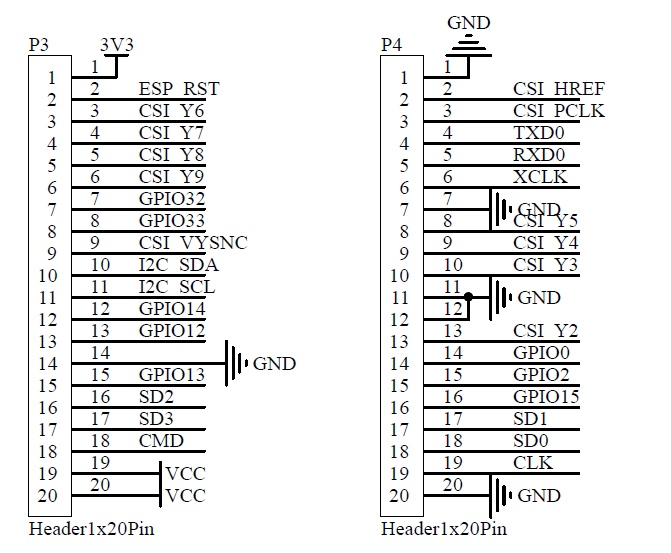 P3 3V3
1 1
2 2 ESP_RST
3 3 CSI_Y6
4 4 CSI_Y7
5 5 CSI_Y8
6 6 CSI_Y9
7 7 GPIO32
8 8 GPIO33
9 9 CSI_VYSNC
10 10 I2C_SDA
11 11 I2C_SCL
12 12 GPIO14
13 13 GPIO12
14 14 GND
15 15 GPIO13
16 16 SD2
17 17 SD3
18 18 CMD
19 19 VCC
20 20 VCC
Header1x20Pin
GND
P4
1 1
2 2 CSI_HREF
3 3 CSI_PCLK
4 4 TXD0
5 5 RXD0
6 6 XCLK
7 7 GND
8 8 CSI_Y5
9 9 CSI_Y4
10 10 CSI_Y3
11 11 GND
12 12
13 13 CSI_Y2
14 14 GPIO0
15 15 GPIO2
16 16 GPIO15
17 17 SD1
18 18 SD0
19 19 CLK
20 20 GND
Header1x20Pin